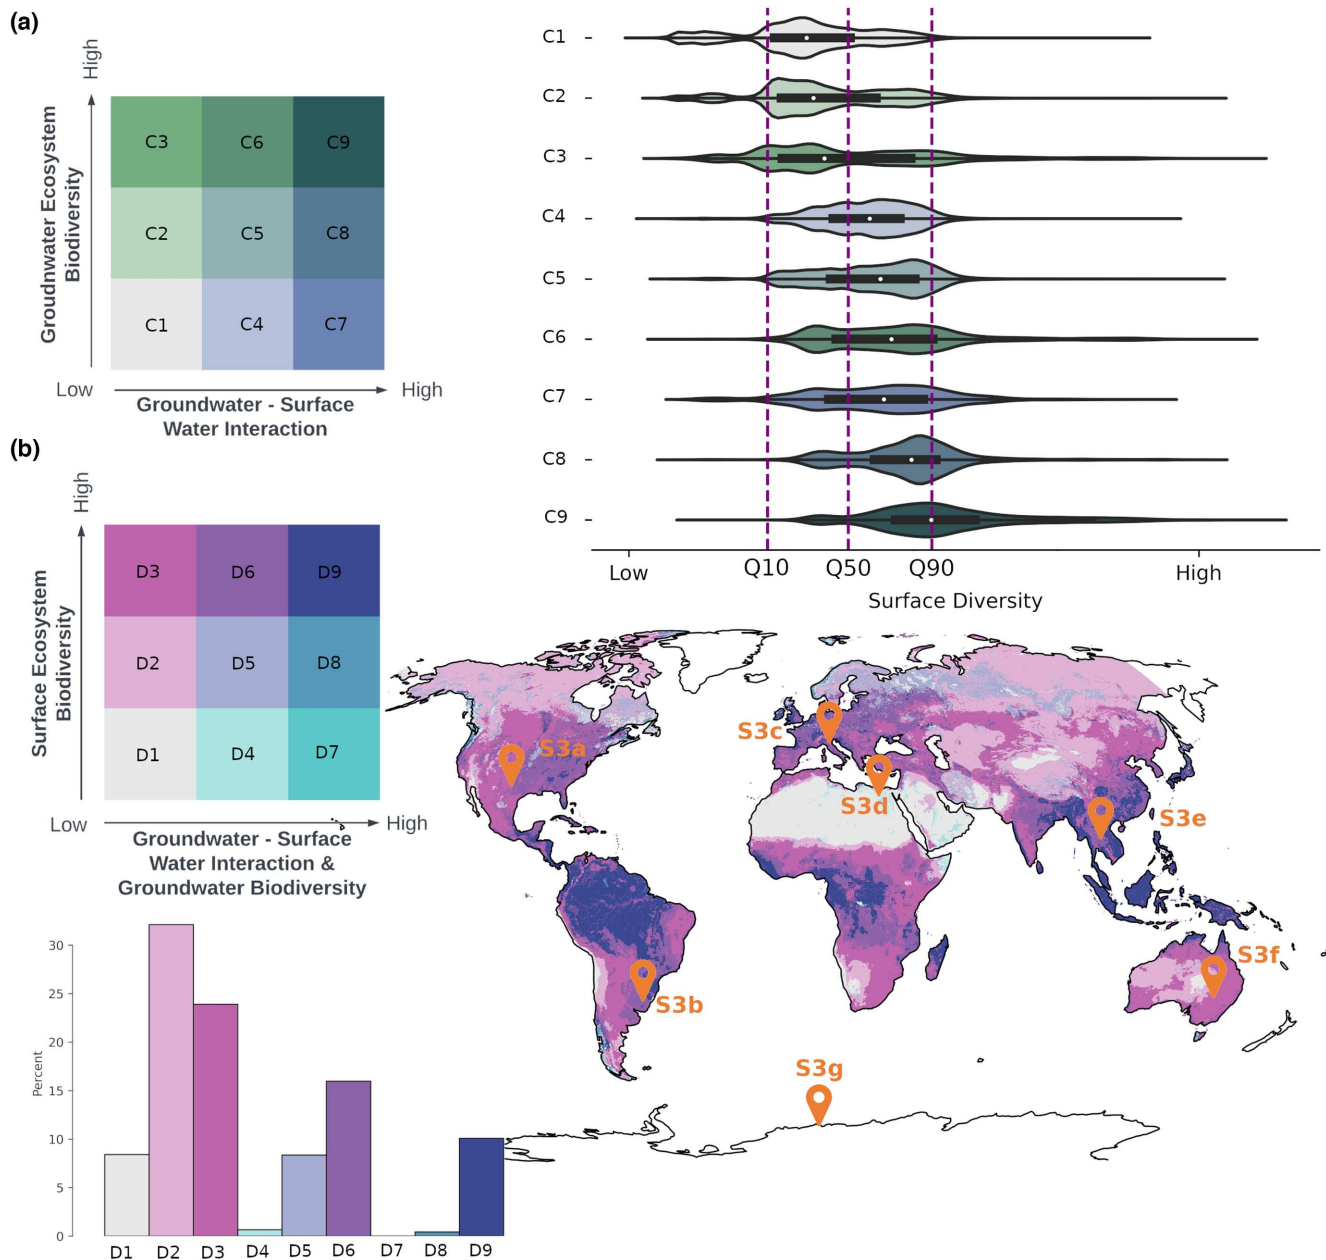 (a)
High
Groudnwater Ecosystem
Biodiversity
C3 C6 C9
C2 C5 C8
C1 C4 C7
Low
High
Groundwater - Surface
Water Interaction
C1
C2
C3
C4
C5
C6
C7
C8
C9
Low Q10 Q50 Q90 High
Surface Diversity
(b)
High
Surface Ecosystem
Biodiversity
D3 D6 D9
D2 D5 D8
D1 D4 D7
Low
High
Groundwater - Surface
Water Interaction &
Groundwater Biodiversity
S3a
S3c
S3d
S3e
S3b
S3f
S3g
Percent
30
25
20
15
10
5
0
D1 D2 D3 D4 D5 D6 D7 D8 D9